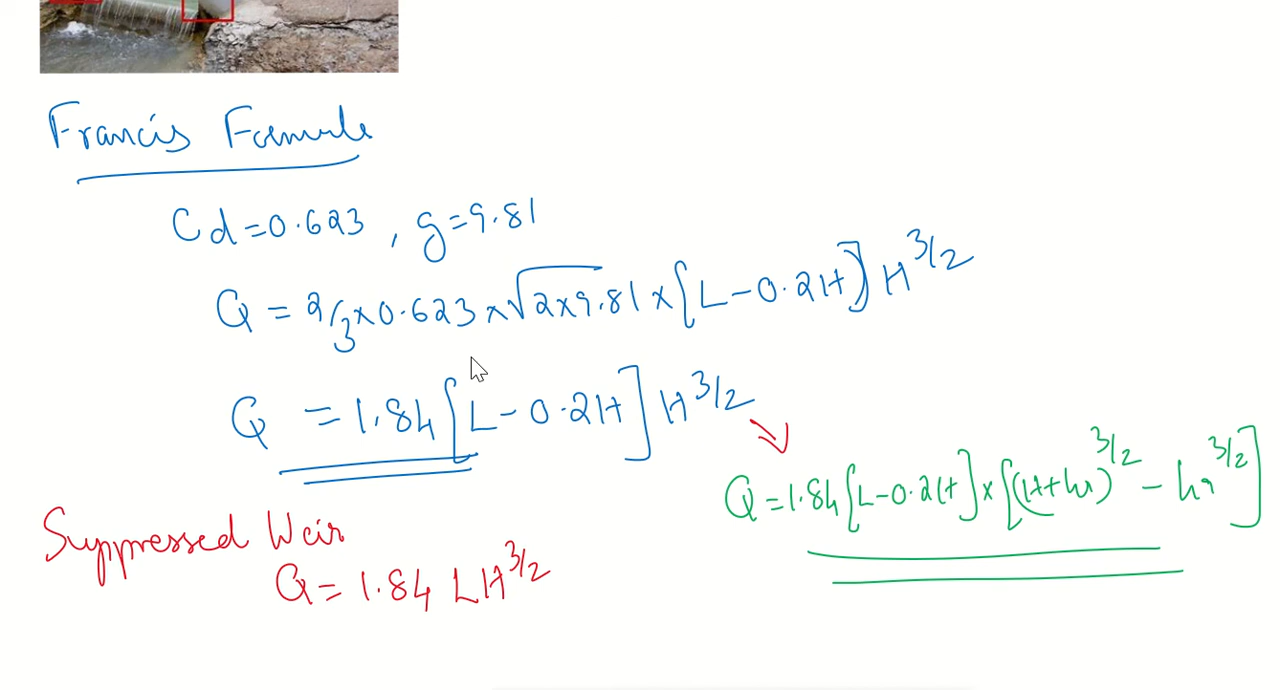 Francis Formula
Cd=0.623, g=9.81
Q = 2/3×0.623×√2×9.81×[L-0.2H]H^3/2
Q = 1.84[L-0.2H]H^3/2
Q=1.84[L-0.2H]×[(H+ha)^3/2 - ha^3/2]
Suppressed Weir
Q=1.84 LH^3/2